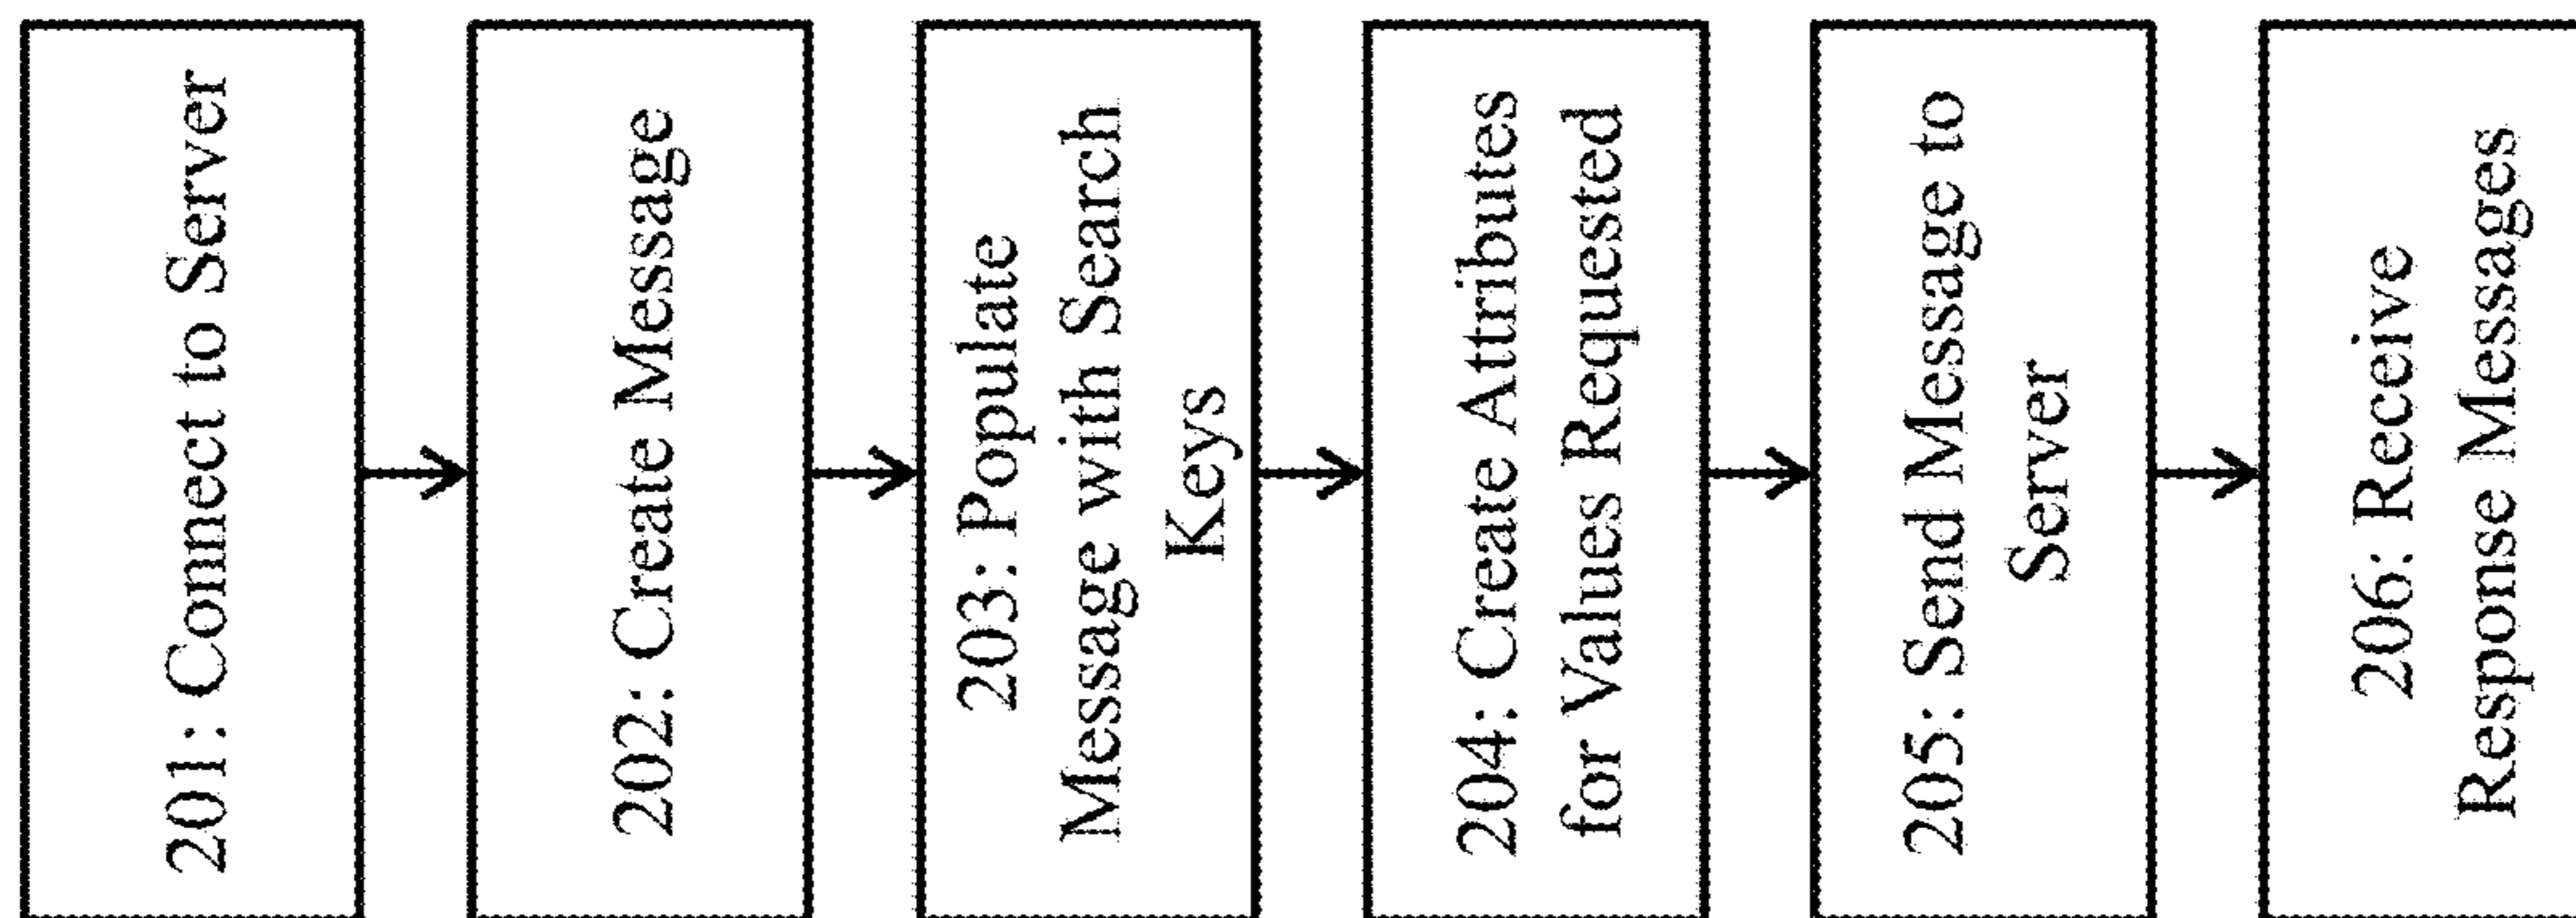 201: Connect to Server
202: Create Message
203: Populate
Message with Search
Keys
204: Create Attributes
for Values Requested
205: Send Message to
Server
206: Receive
Response Messages